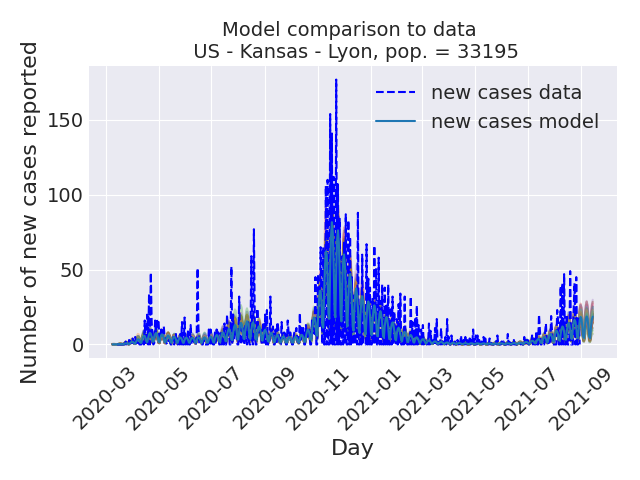 Model comparison to data
US - Kansas - Lyon, pop. = 33195
Number of new cases reported
150
100
50
0
new cases data
new cases model
2020-03
2020-05
2020-07
2020-09
2020-11
2021-01
2021-03
2021-05
2021-07
2021-09
Day